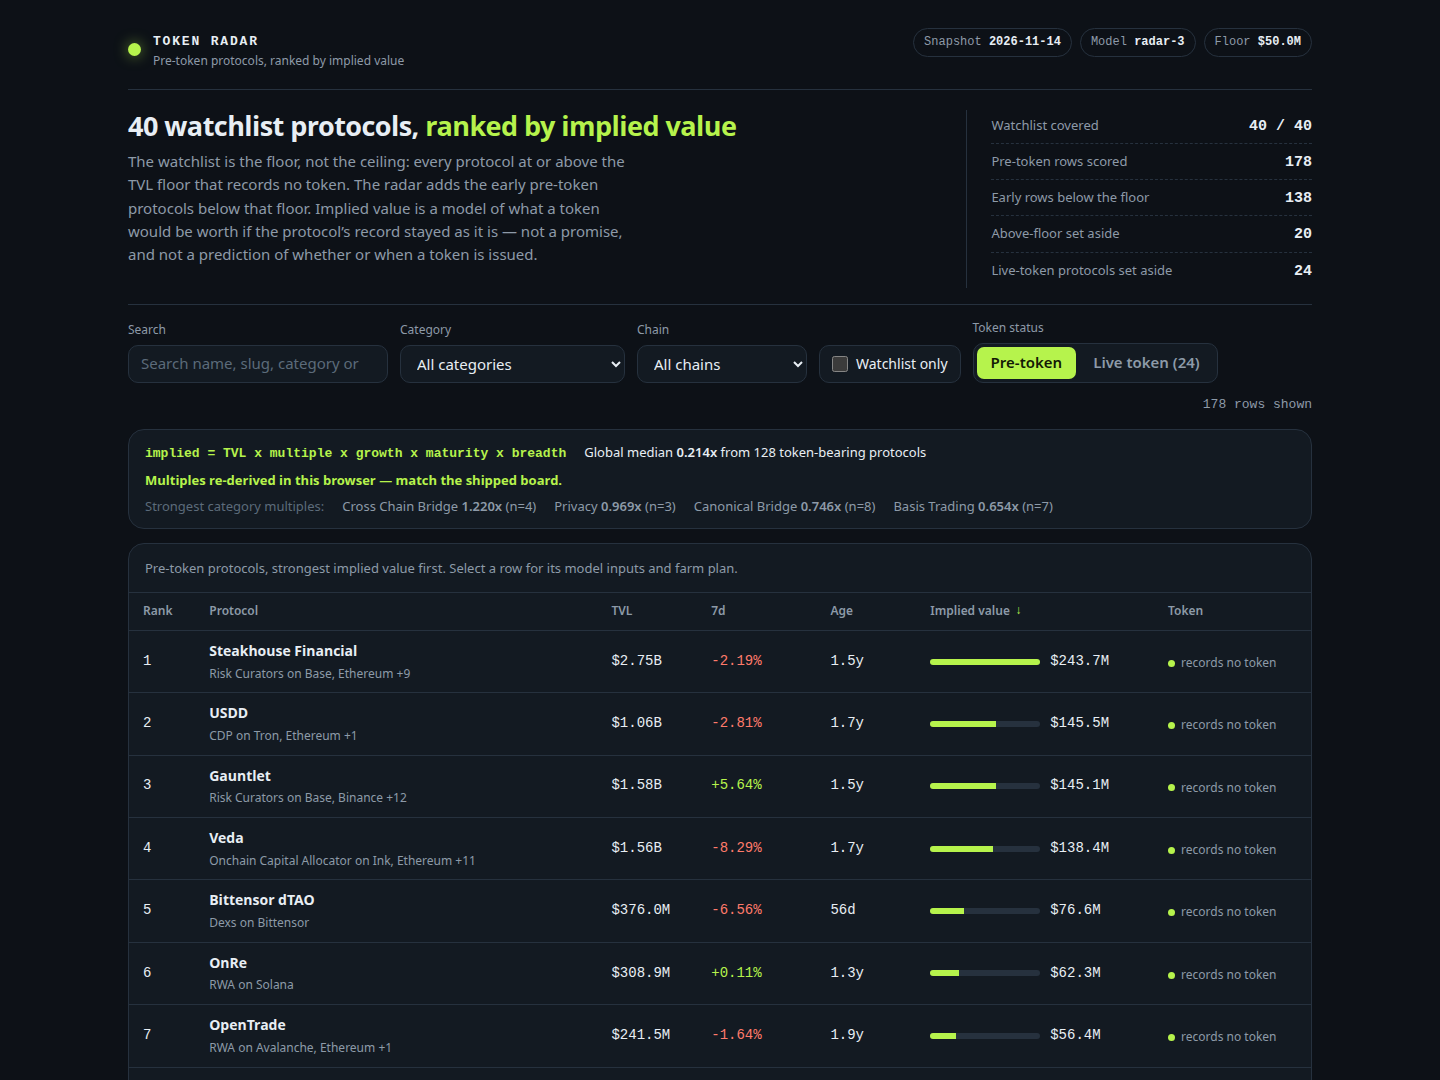 TOKEN RADAR
Pre-token protocols, ranked by implied value
Snapshot 2026-11-14
Model radar-3
Floor $50.0M
40 watchlist protocols, ranked by implied value
The watchlist is the floor, not the ceiling: every protocol at or above the
TVL floor that records no token. The radar adds the early pre-token
protocols below that floor. Implied value is a model of what a token
would be worth if the protocol’s record stayed as it is — not a promise,
and not a prediction of whether or when a token is issued.
Watchlist covered 40 / 40
Pre-token rows scored 178
Early rows below the floor 138
Above-floor set aside 20
Live-token protocols set aside 24
Search Category Chain Token status
Search name, slug, category or All categories All chains Watchlist only Pre-token Live token (24)
178 rows shown
implied = TVL x multiple x growth x maturity x breadth Global median 0.214x from 128 token-bearing protocols
Multiples re-derived in this browser — match the shipped board.
Strongest category multiples: Cross Chain Bridge 1.220x (n=4) Privacy 0.969x (n=3) Canonical Bridge 0.746x (n=8) Basis Trading 0.654x (n=7)
Pre-token protocols, strongest implied value first. Select a row for its model inputs and farm plan.
Rank Protocol TVL 7d Age Implied value ↓ Token
1 Steakhouse Financial $2.75B -2.19% 1.5y $243.7M records no token
Risk Curators on Base, Ethereum +9
2 USDD $1.06B -2.81% 1.7y $145.5M records no token
CDP on Tron, Ethereum +1
3 Gauntlet $1.58B +5.64% 1.5y $145.1M records no token
Risk Curators on Base, Binance +12
4 Veda $1.56B -8.29% 1.7y $138.4M records no token
Onchain Capital Allocator on Ink, Ethereum +11
5 Bittensor dTAO $376.0M -6.56% 56d $76.6M records no token
Dexs on Bittensor
6 OnRe $308.9M +0.11% 1.3y $62.3M records no token
RWA on Solana
7 OpenTrade $241.5M -1.64% 1.9y $56.4M records no token
RWA on Avalanche, Ethereum +1